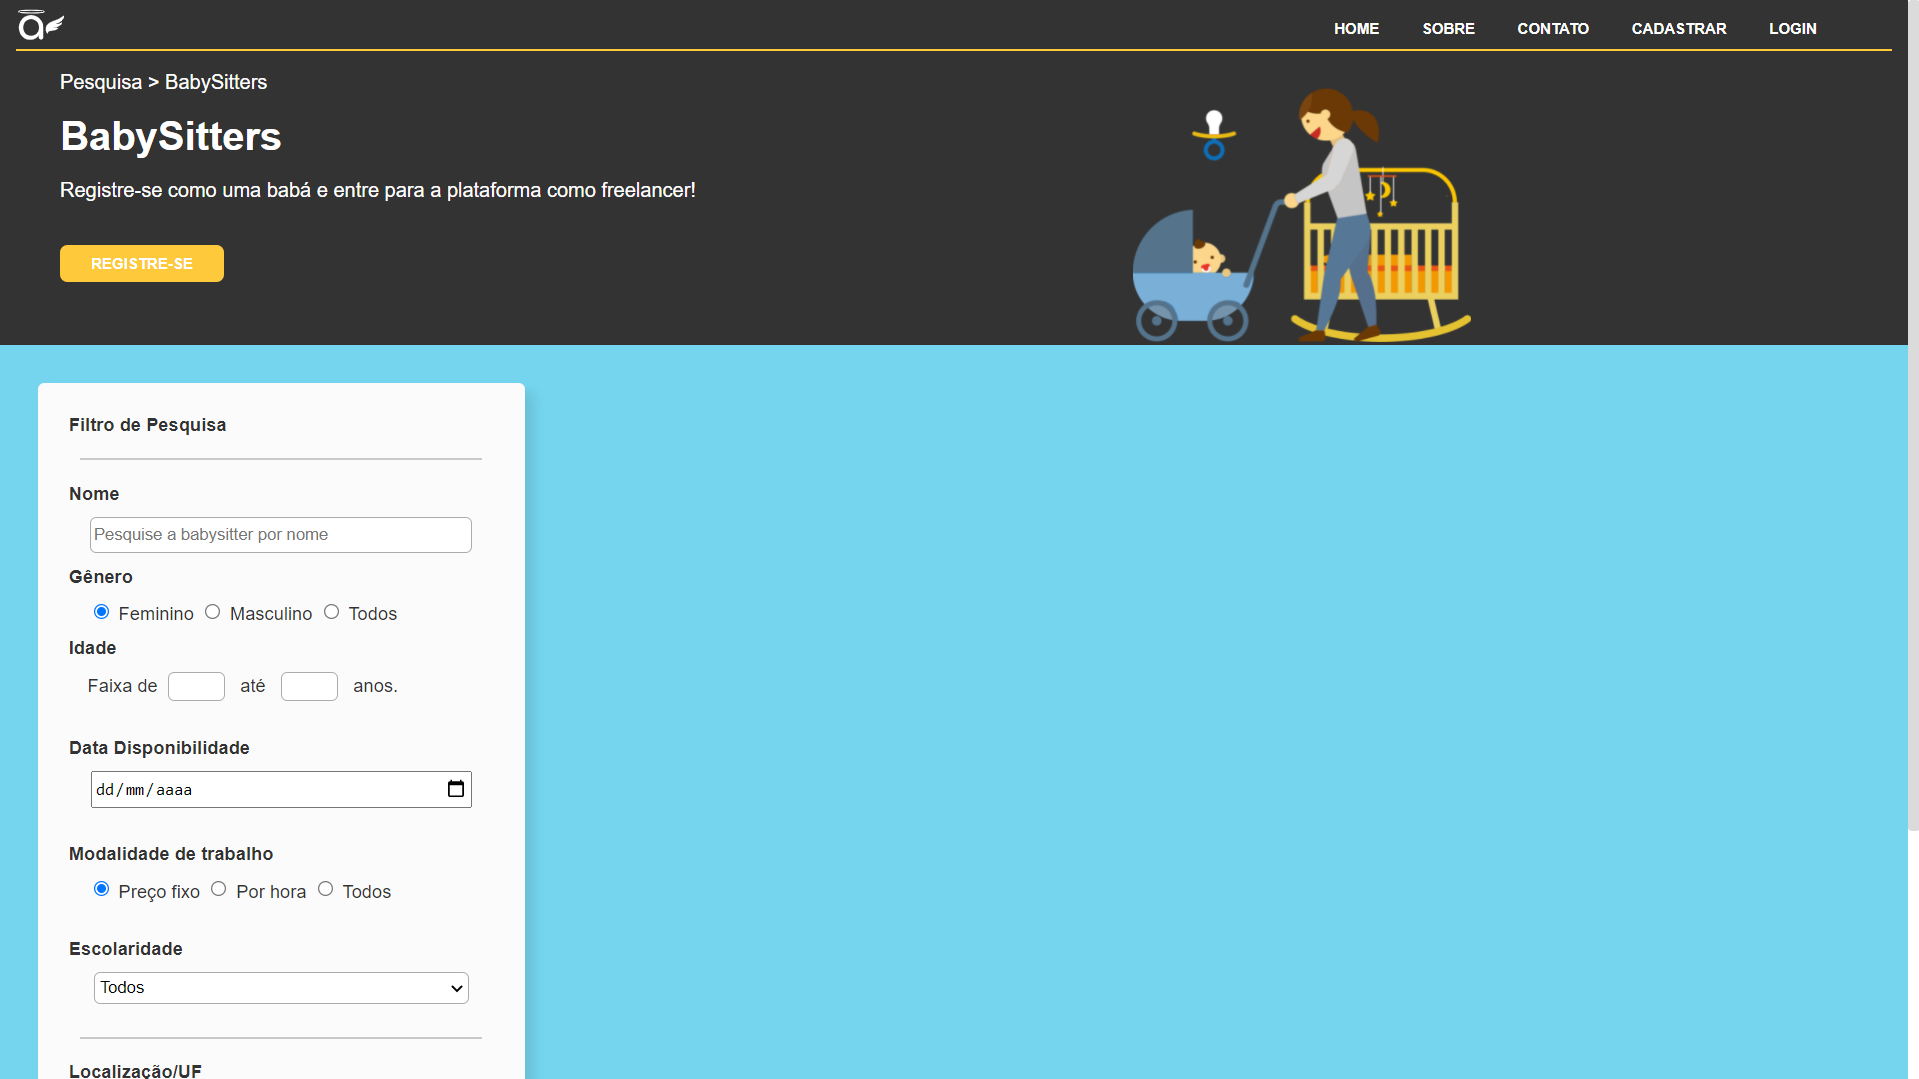 HOME SOBRE CONTATO CADASTRAR LOGIN
Pesquisa > BabySitters
BabySitters
Registre-se como uma babá e entre para a plataforma como freelancer!
REGISTRE-SE
Filtro de Pesquisa
Nome
Pesquise a babysitter por nome
Gênero
Feminino Masculino Todos
Idade
Faixa de até anos.
Data Disponibilidade
dd/mm/aaaa
Modalidade de trabalho
Preço fixo Por hora Todos
Escolaridade
Todos
Localização/UF